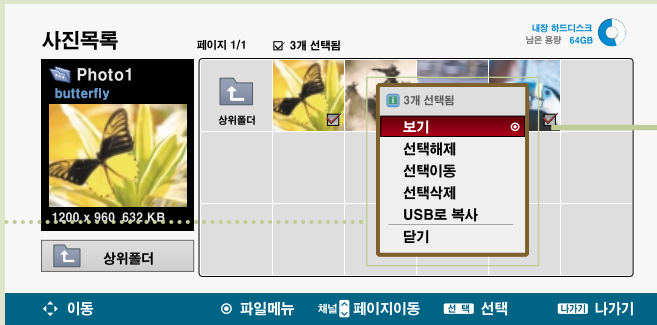 사진목록
페이지 1/1
3개 선택됨
내장 하드디스크
남은 용량 64GB
Photo1
butterfly
1200 x 960 632 KB
상위폴더
상위폴더
3개 선택됨
보기
선택해제
선택이동
선택삭제
USB로 복사
닫기
이동
파일메뉴
채널 페이지이동
선택 선택
나가기 나가기